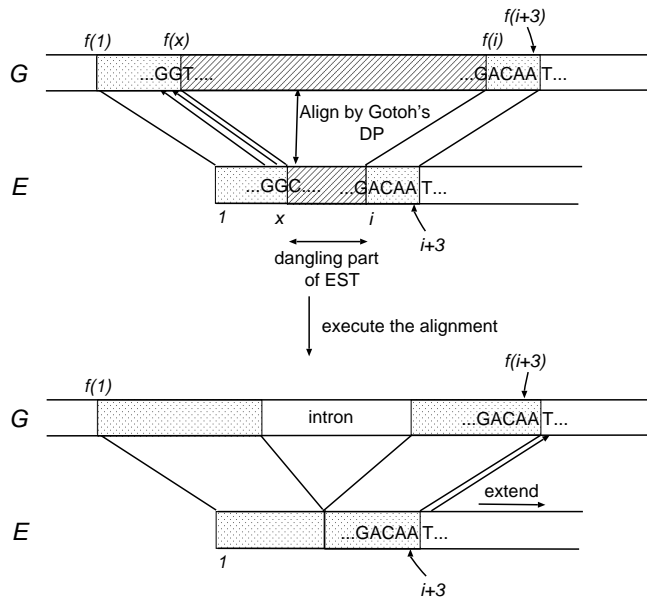 f(1) f(x) f(i) f(i+3)
G ...GGT.... ...GACAA T...
Align by Gotoh's
DP
E ...GGC.... ...GACAA T...
1 x i i+3
dangling part
of EST
execute the alignment
f(1) f(i+3)
G intron ...GACAA T...
extend
E ...GACAA T...
1 i+3